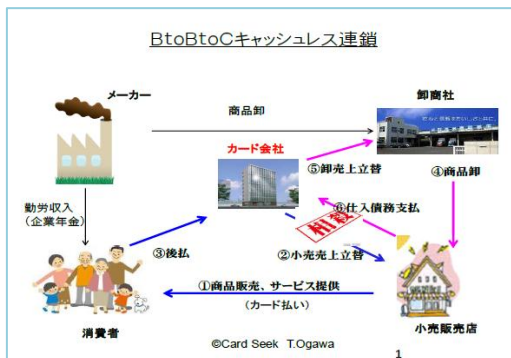 BtoBtoCキャッシュレス連鎖
メーカー
卸商社
商品卸
カード会社
⑤卸売上立替
④商品卸
勤労収入
(企業年金)
⑥仕入債務支払
相殺
③後払
②小売売上立替
①商品販売、サービス提供
(カード払い)
消費者
小売販売店
©Card Seek T.Ogawa
1